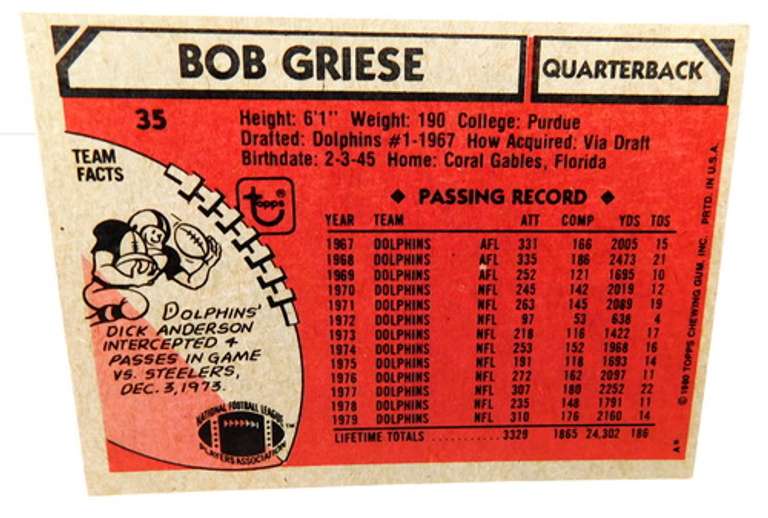 BOB GRIESE
QUARTERBACK
35
Height: 6'1" Weight: 190 College: Purdue
Drafted: Dolphins #1-1967 How Acquired: Via Draft
Birthdate: 2-3-45 Home: Coral Gables, Florida
TEAM
FACTS
DOLPHINS'
DICK ANDERSON
INTERCEPTED 4
PASSES IN GAME
VS. STEELERS,
DEC. 3, 1973.
NATIONAL FOOTBALL LEAGUE
PLAYERS ASSOCIATION
™
topps®
◆ PASSING RECORD ◆
YEAR TEAM ATT COMP YDS TDS
1967 DOLPHINS AFL 331 166 2005 15
1968 DOLPHINS AFL 335 186 2473 21
1969 DOLPHINS AFL 252 121 1695 10
1970 DOLPHINS NFL 245 142 2019 12
1971 DOLPHINS NFL 263 145 2089 19
1972 DOLPHINS NFL 97 53 638 4
1973 DOLPHINS NFL 218 116 1422 17
1974 DOLPHINS NFL 253 152 1968 16
1975 DOLPHINS NFL 191 118 1693 14
1976 DOLPHINS NFL 272 162 2097 11
1977 DOLPHINS NFL 307 180 2252 22
1978 DOLPHINS NFL 235 148 1791 11
1979 DOLPHINS NFL 310 176 2160 14
LIFETIME TOTALS ........... 3329 1865 24,302 186
© 1980 TOPPS CHEWING GUM, INC. PRTD. IN U.S.A.